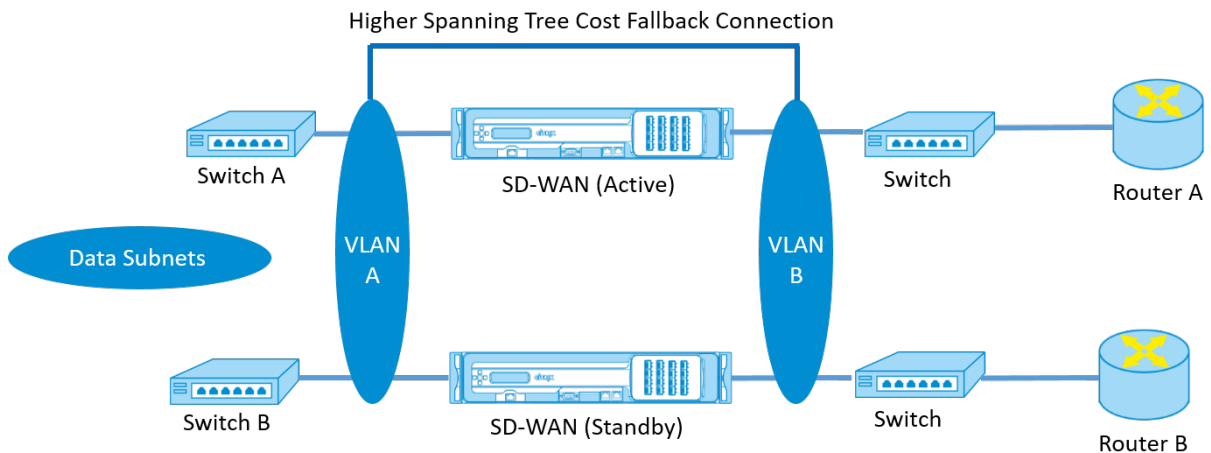 Higher Spanning Tree Cost Fallback Connection
Switch A
SD-WAN (Active)
Switch
Router A
Data Subnets
VLAN
A
VLAN
B
Switch B
SD-WAN (Standby)
Switch
Router B